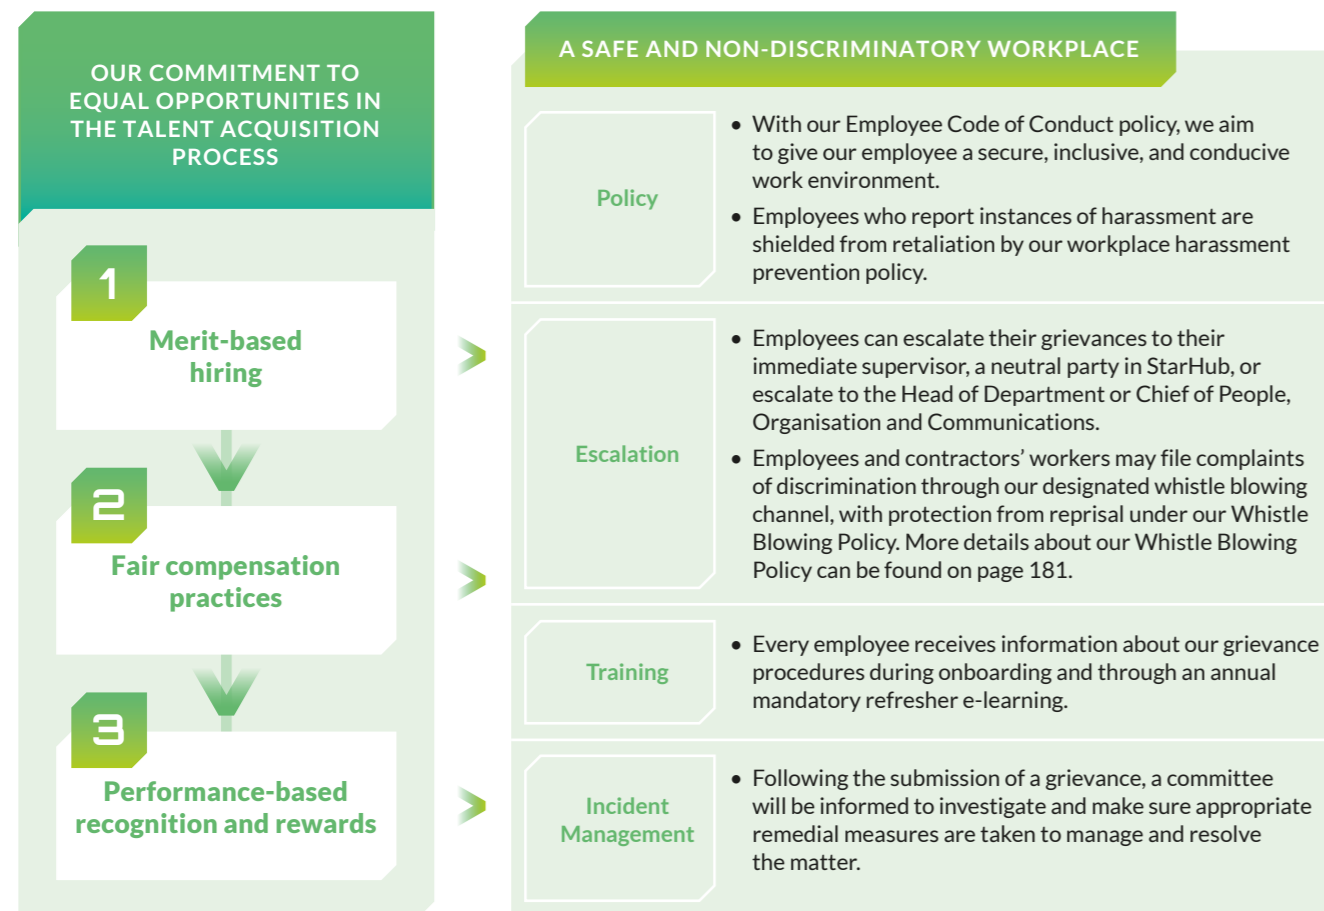 OUR COMMITMENT TO
EQUAL OPPORTUNITIES IN
THE TALENT ACQUISITION
PROCESS
1
Merit-based
hiring
2
Fair compensation
practices
3
Performance-based
recognition and rewards
A SAFE AND NON-DISCRIMINATORY WORKPLACE
Policy
• With our Employee Code of Conduct policy, we aim
to give our employee a secure, inclusive, and conducive
work environment.
• Employees who report instances of harassment are
shielded from retaliation by our workplace harassment
prevention policy.
Escalation
• Employees can escalate their grievances to their
immediate supervisor, a neutral party in StarHub, or
escalate to the Head of Department or Chief of People,
Organisation and Communications.
• Employees and contractors’ workers may file complaints
of discrimination through our designated whistle blowing
channel, with protection from reprisal under our Whistle
Blowing Policy. More details about our Whistle Blowing
Policy can be found on page 181.
Training
• Every employee receives information about our grievance
procedures during onboarding and through an annual
mandatory refresher e-learning.
Incident
Management
• Following the submission of a grievance, a committee
will be informed to investigate and make sure appropriate
remedial measures are taken to manage and resolve
the matter.